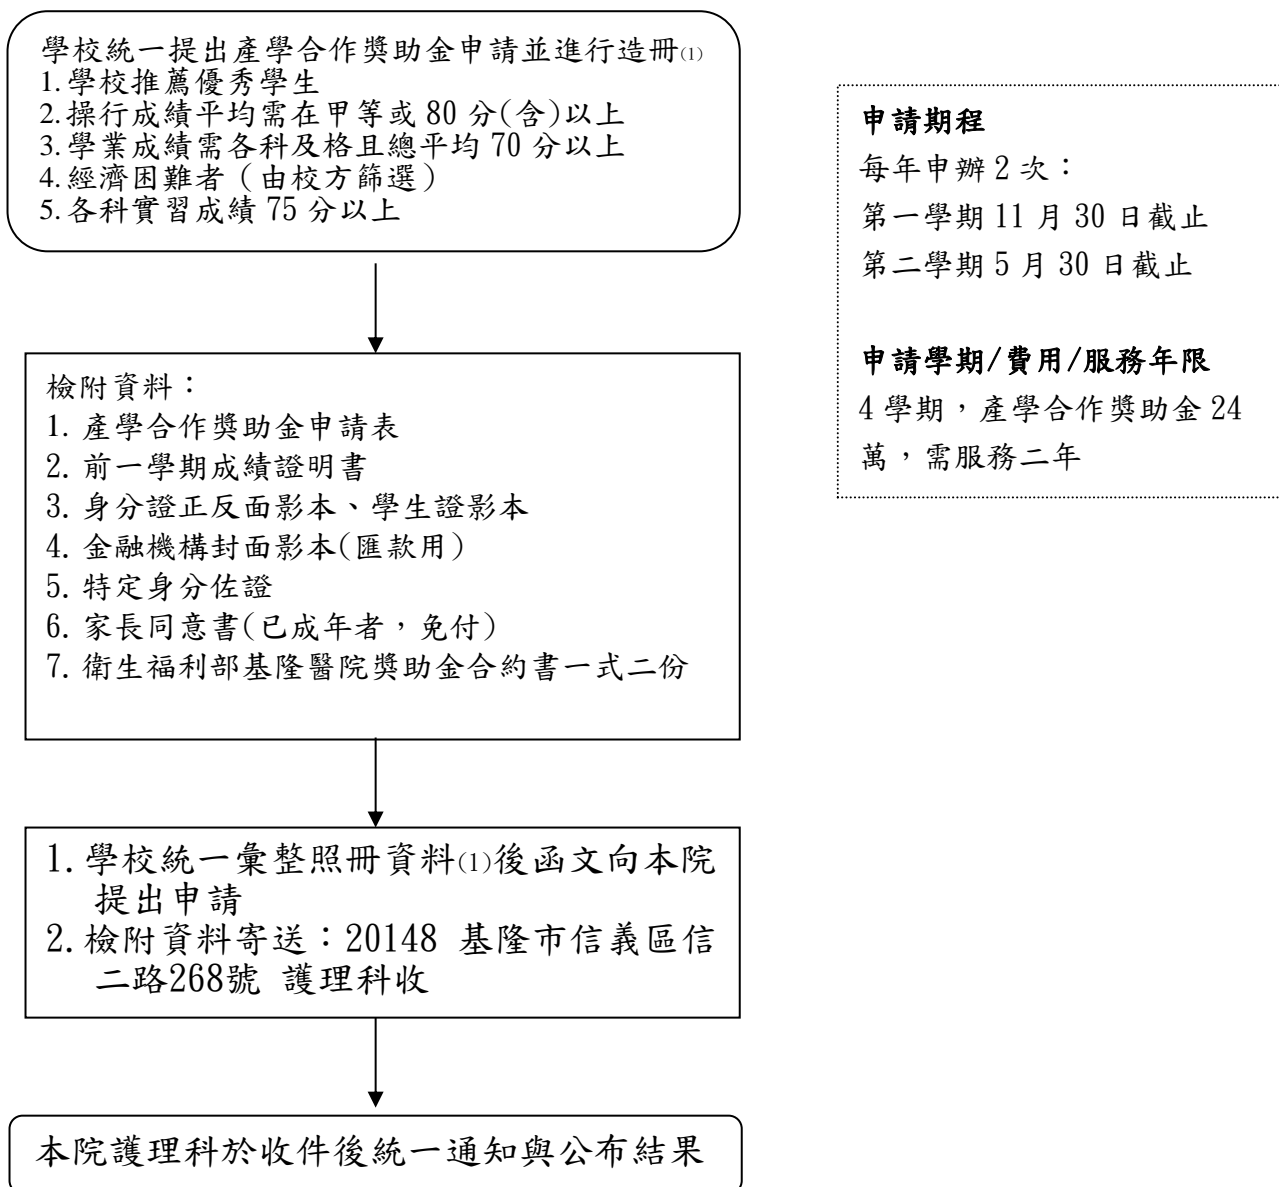 學校統一提出產學合作獎助金申請並進行造冊(1)
1.學校推薦優秀學生
2.操行成績平均需在甲等或 80 分(含)以上
3.學業成績需各科及格且總平均 70 分以上
4.經濟困難者（由校方篩選）
5.各科實習成績 75 分以上
申請期程
每年申辦 2 次：
第一學期 11 月 30 日截止
第二學期 5 月 30 日截止
申請學期/費用/服務年限
4 學期，產學合作獎助金 24
萬，需服務二年
檢附資料：
1. 產學合作獎助金申請表
2. 前一學期成績證明書
3. 身分證正反面影本、學生證影本
4. 金融機構封面影本(匯款用)
5. 特定身分佐證
6. 家長同意書(已成年者，免付)
7. 衛生福利部基隆醫院獎助金合約書一式二份
1. 學校統一彙整照冊資料(1)後函文向本院
提出申請
2. 檢附資料寄送：20148 基隆市信義區信
二路268號 護理科收
本院護理科於收件後統一通知與公布結果